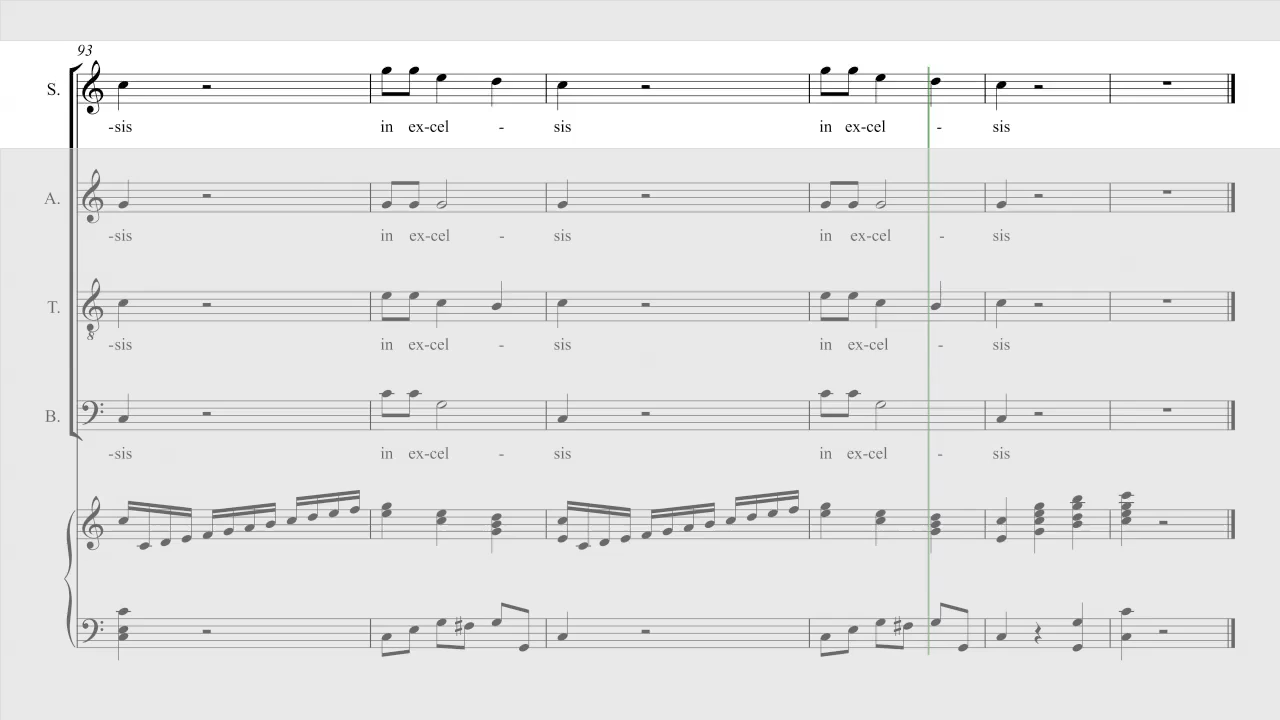 93
S.
-sis in ex-cel - sis in ex-cel - sis
A.
-sis in ex-cel - sis in ex-cel - sis
T.
-sis in ex-cel - sis in ex-cel - sis
B.
-sis in ex-cel - sis in ex-cel - sis